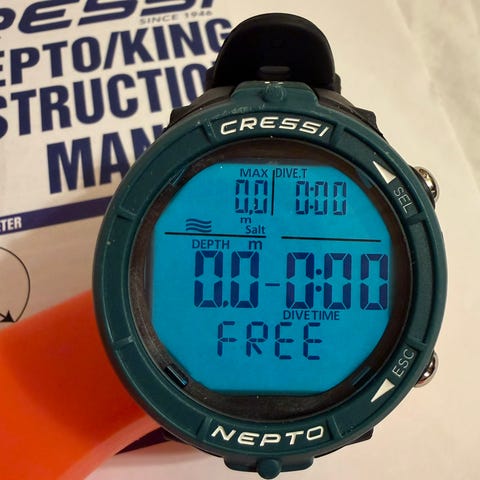 CRESSI
SINCE 1946
EPTO/KING
STRUCTION
MAN
ETER
CRESSI
MAX DIVE.T
0.0 0:00
m
Salt
DEPTH m
0.0-0:00
DIVETIME
FREE
SEL
ESC
NEPTO